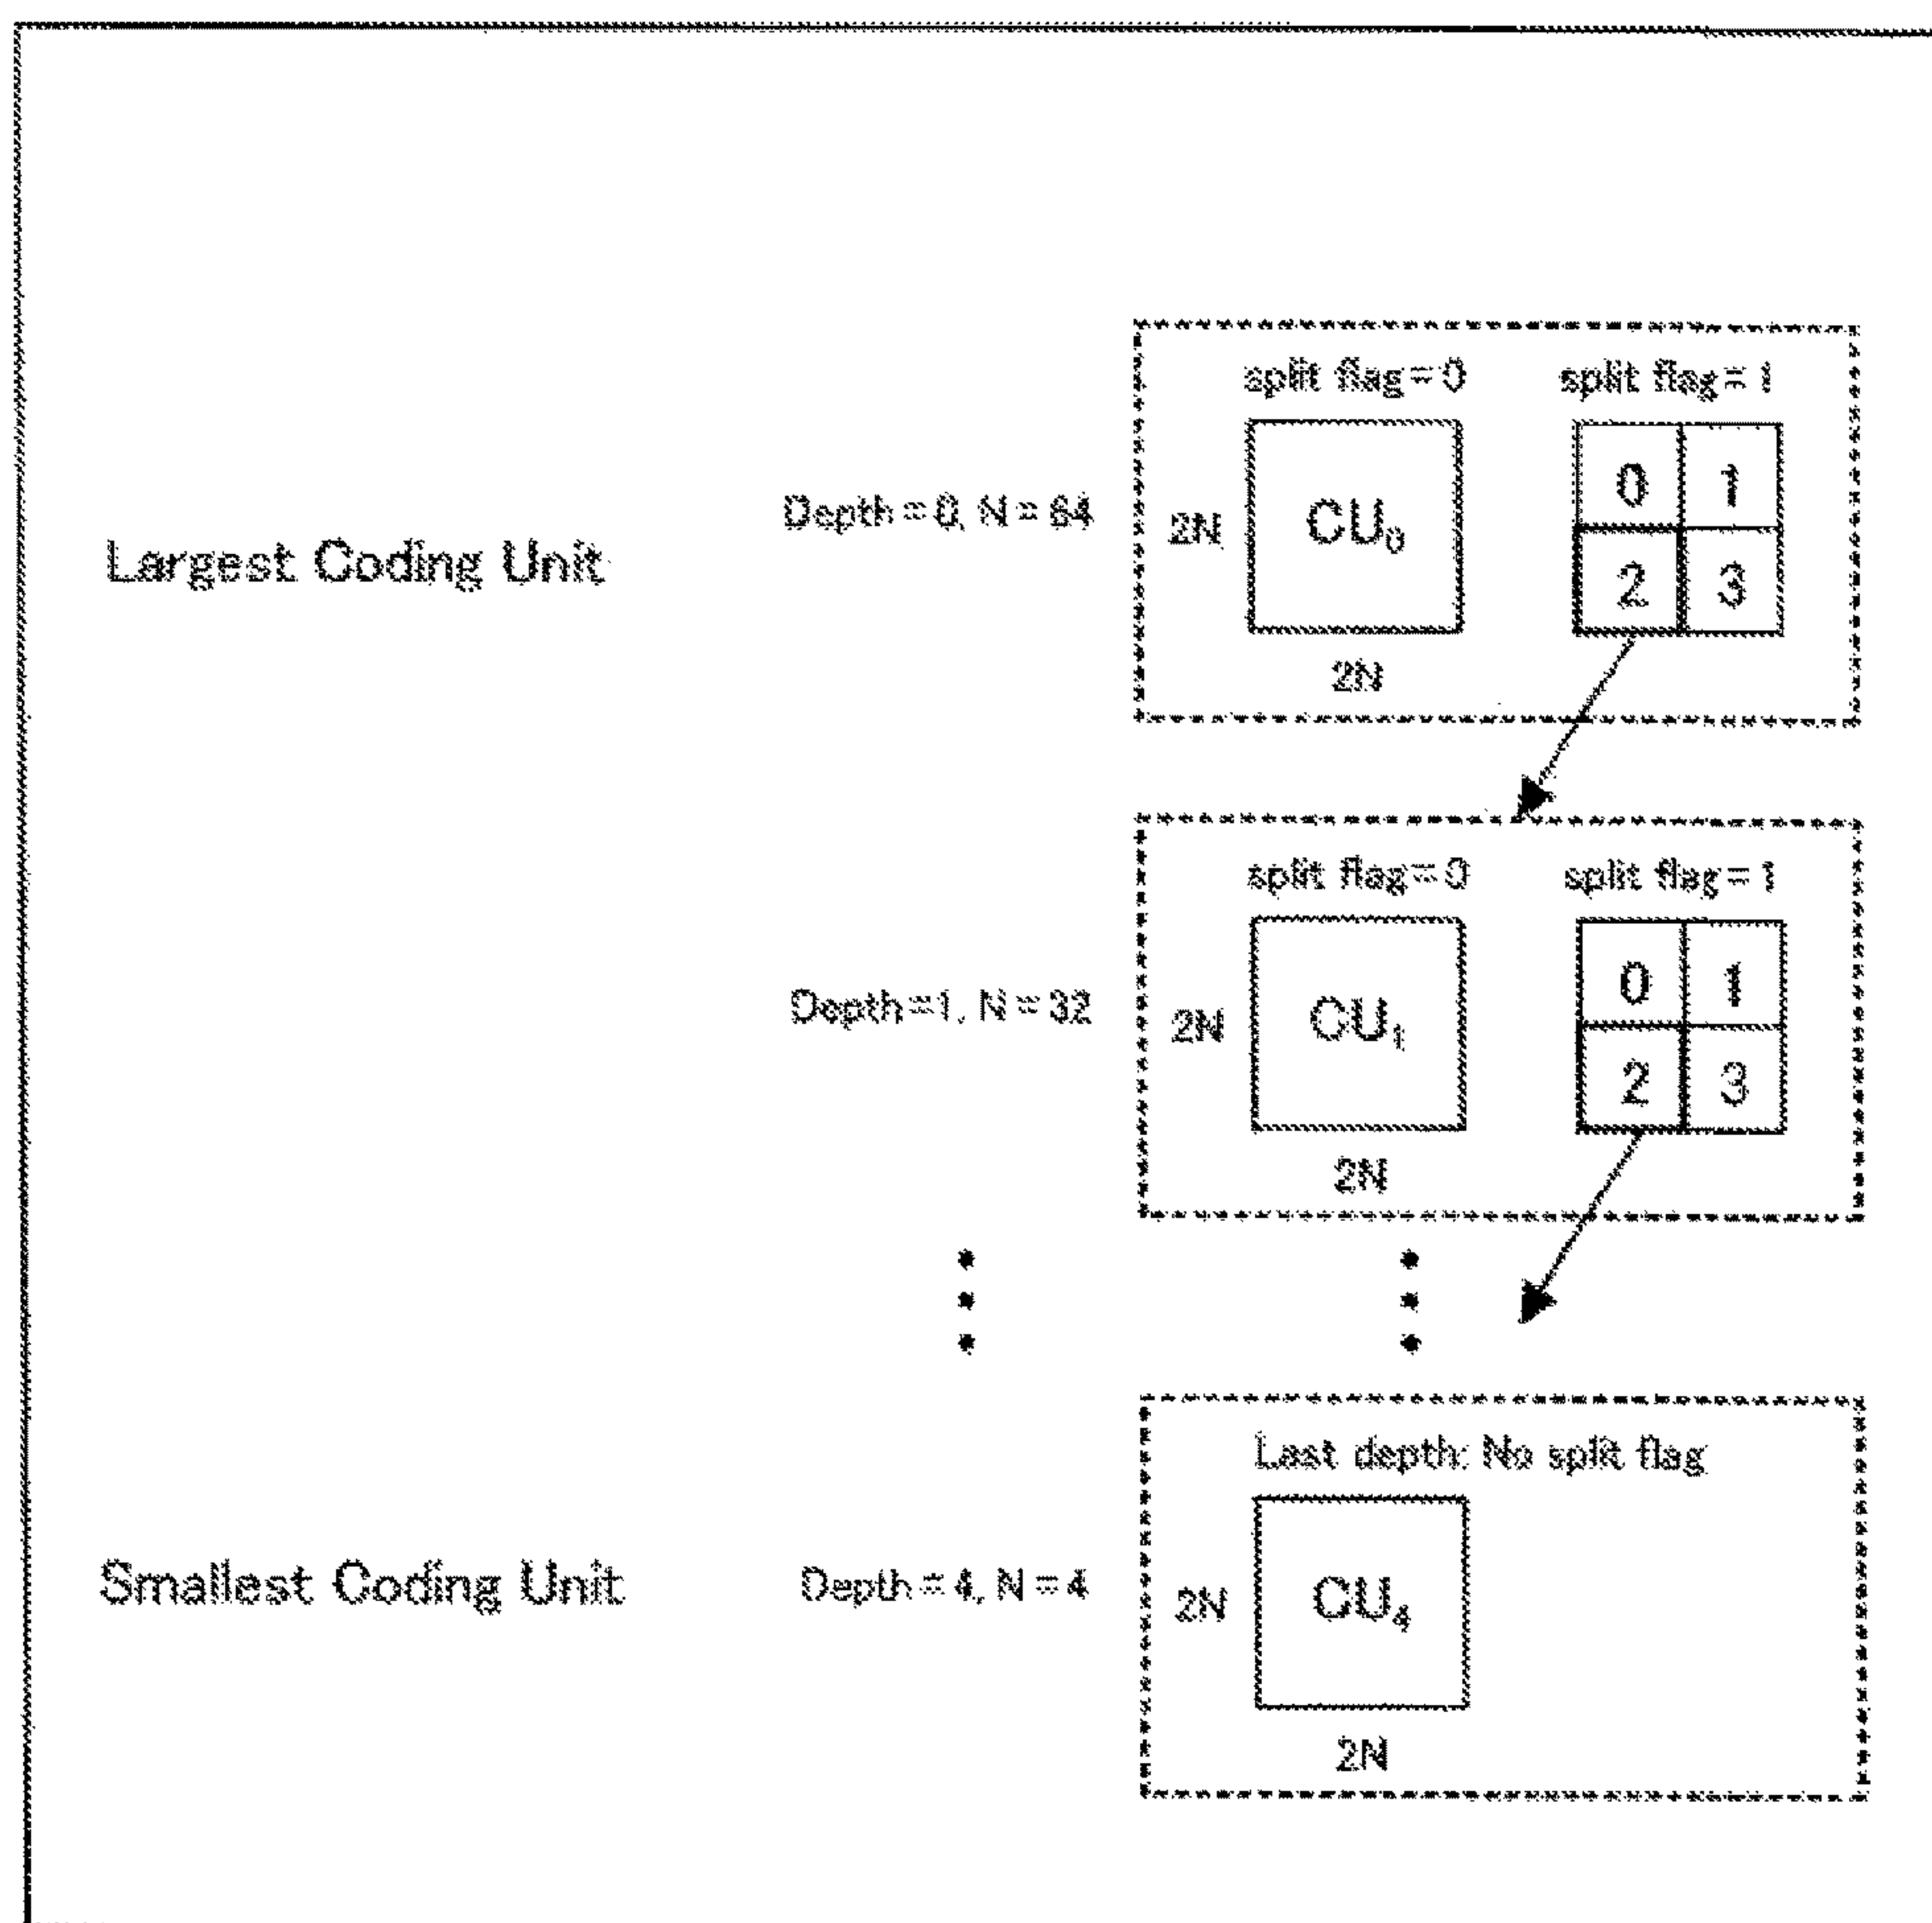 split flag=0 split flag=1
Depth=0, N=64
Largest Coding Unit
2N CU₀ 0 1
2 3
2N
split flag=0 split flag=1
Depth=1, N=32
2N CU₁ 0 1
2 3
2N
Last depth: No split flag
Smallest Coding Unit
Depth=4, N=4
2N CU₄
2N